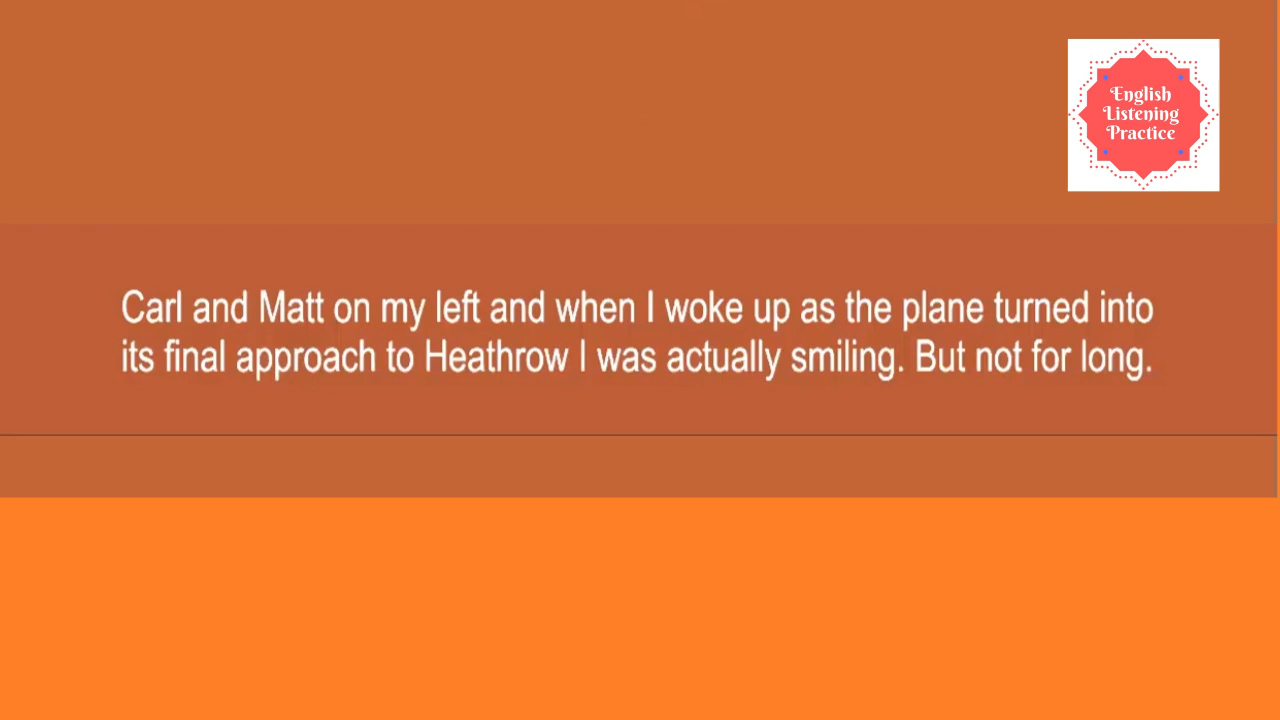 English
Listening
Practice
Carl and Matt on my left and when I woke up as the plane turned into
its final approach to Heathrow I was actually smiling. But not for long.